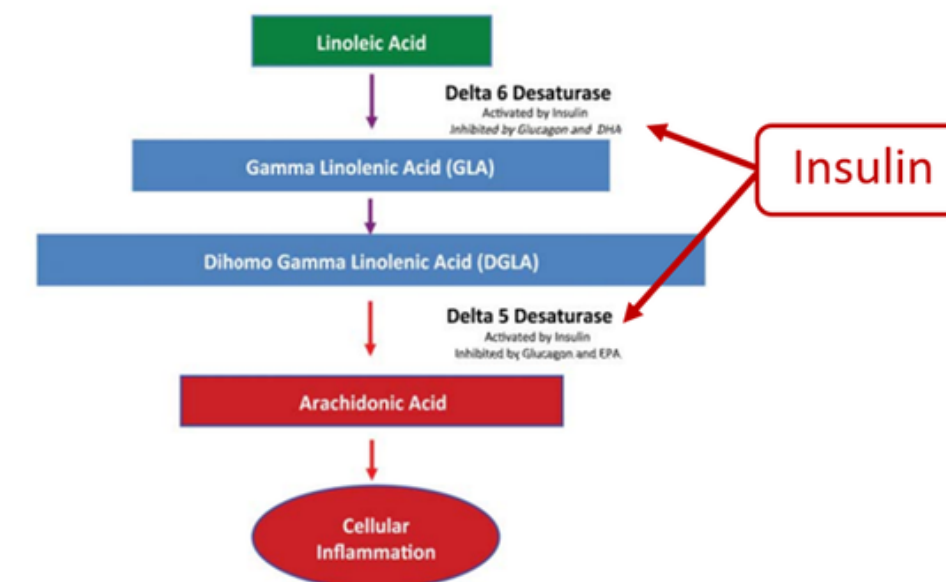 Linoleic Acid
Delta 6 Desaturase
Activated by Insulin
Inhibited by Glucagon and DHA
Insulin
Gamma Linolenic Acid (GLA)
Dihomo Gamma Linolenic Acid (DGLA)
Delta 5 Desaturase
Activated by Insulin
Inhibited by Glucagon and EPA
Arachidonic Acid
Cellular
Inflammation